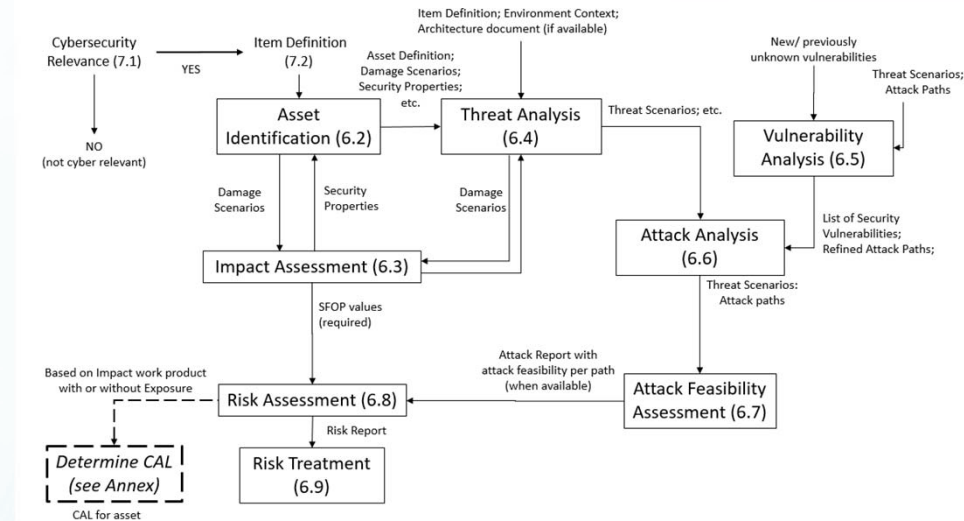 Item Definition; Environment Context;
Architecture document (if available)
Cybersecurity
Relevance (7.1)
YES
Item Definition
(7.2)
Asset Definition;
Damage Scenarios;
Security Properties;
etc.
New/ previously
unknown vulnerabilities
Threat Scenarios;
Attack Paths
NO
(not cyber relevant)
Asset
Identification (6.2)
Threat Analysis
(6.4)
Threat Scenarios; etc.
Vulnerability
Analysis (6.5)
Damage
Scenarios
Security
Properties
Damage
Scenarios
List of Security
Vulnerabilities;
Refined Attack Paths;
Attack Analysis
(6.6)
Impact Assessment (6.3)
Threat Scenarios:
Attack paths
SFOP values
(required)
Based on Impact work product
with or without Exposure
Attack Report with
attack feasibility per path
(when available)
Risk Assessment (6.8)
Attack Feasibility
Assessment (6.7)
Risk Report
Determine CAL
(see Annex)
Risk Treatment
(6.9)
CAL for asset